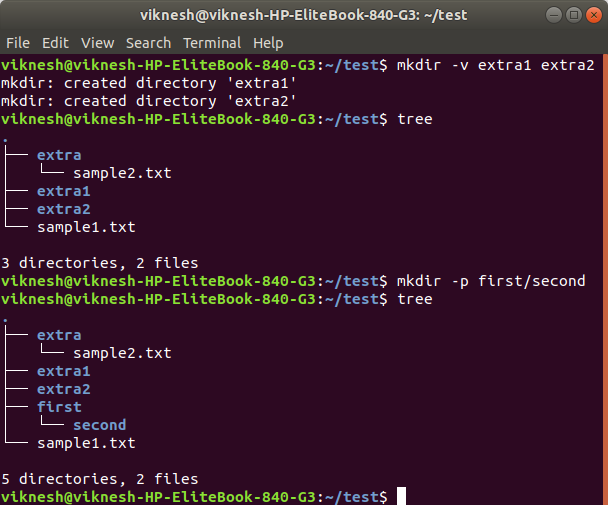 viknesh@viknesh-HP-EliteBook-840-G3: ~/test
File Edit View Search Terminal Help
viknesh@viknesh-HP-EliteBook-840-G3:~/test$ mkdir -v extra1 extra2
mkdir: created directory 'extra1'
mkdir: created directory 'extra2'
viknesh@viknesh-HP-EliteBook-840-G3:~/test$ tree
.
├── extra
│   └── sample2.txt
├── extra1
├── extra2
└── sample1.txt

3 directories, 2 files
viknesh@viknesh-HP-EliteBook-840-G3:~/test$ mkdir -p first/second
viknesh@viknesh-HP-EliteBook-840-G3:~/test$ tree
.
├── extra
│   └── sample2.txt
├── extra1
├── extra2
├── first
│   └── second
└── sample1.txt

5 directories, 2 files
viknesh@viknesh-HP-EliteBook-840-G3:~/test$